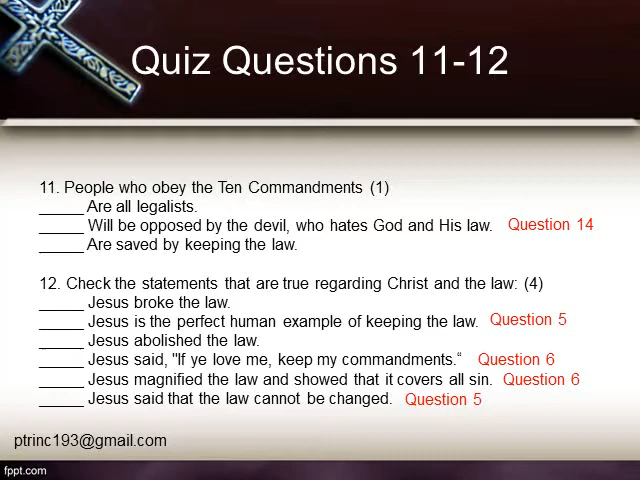 Quiz Questions 11-12
11. People who obey the Ten Commandments (1)
_____ Are all legalists.
_____ Will be opposed by the devil, who hates God and His law. Question 14
_____ Are saved by keeping the law.
12. Check the statements that are true regarding Christ and the law: (4)
_____ Jesus broke the law.
_____ Jesus is the perfect human example of keeping the law. Question 5
_____ Jesus abolished the law.
_____ Jesus said, "If ye love me, keep my commandments.“ Question 6
_____ Jesus magnified the law and showed that it covers all sin. Question 6
_____ Jesus said that the law cannot be changed. Question 5
ptrinc193@gmail.com
fppt.com